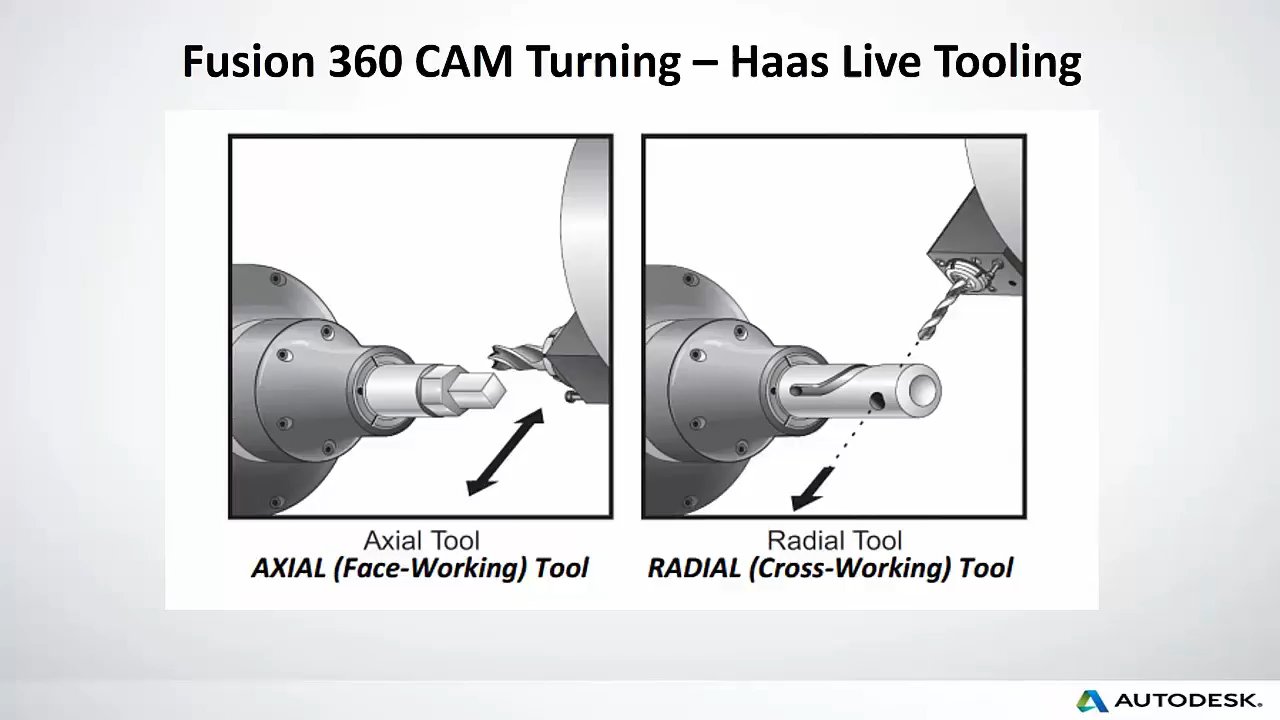 Fusion 360 CAM Turning – Haas Live Tooling
Axial Tool
AXIAL (Face-Working) Tool
Radial Tool
RADIAL (Cross-Working) Tool
AUTODESK.